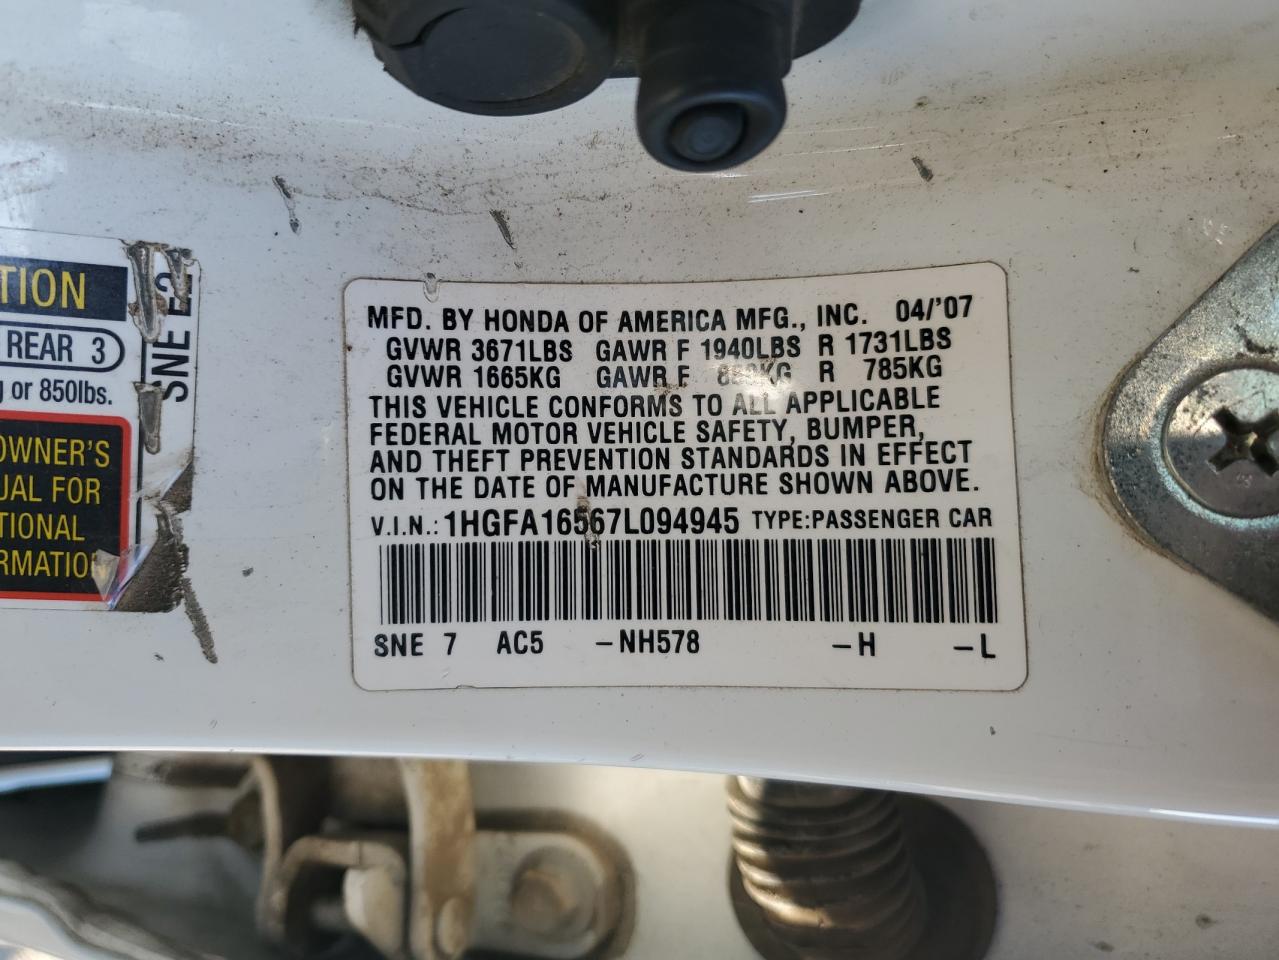 TION
REAR 3
g or 850lbs.
OWNER'S
UAL FOR
TIONAL
RMATIO
SNE
MFD. BY HONDA OF AMERICA MFG., INC. 04/'07
GVWR 3671LBS GAWR F 1940LBS R 1731LBS
GVWR 1665KG GAWR F R 785KG
THIS VEHICLE CONFORMS TO ALL APPLICABLE
FEDERAL MOTOR VEHICLE SAFETY, BUMPER,
AND THEFT PREVENTION STANDARDS IN EFFECT
ON THE DATE OF MANUFACTURE SHOWN ABOVE.
V.I.N.: 1HGFA16567L094945 TYPE:PASSENGER CAR
SNE 7 AC5 –NH578 –H –L